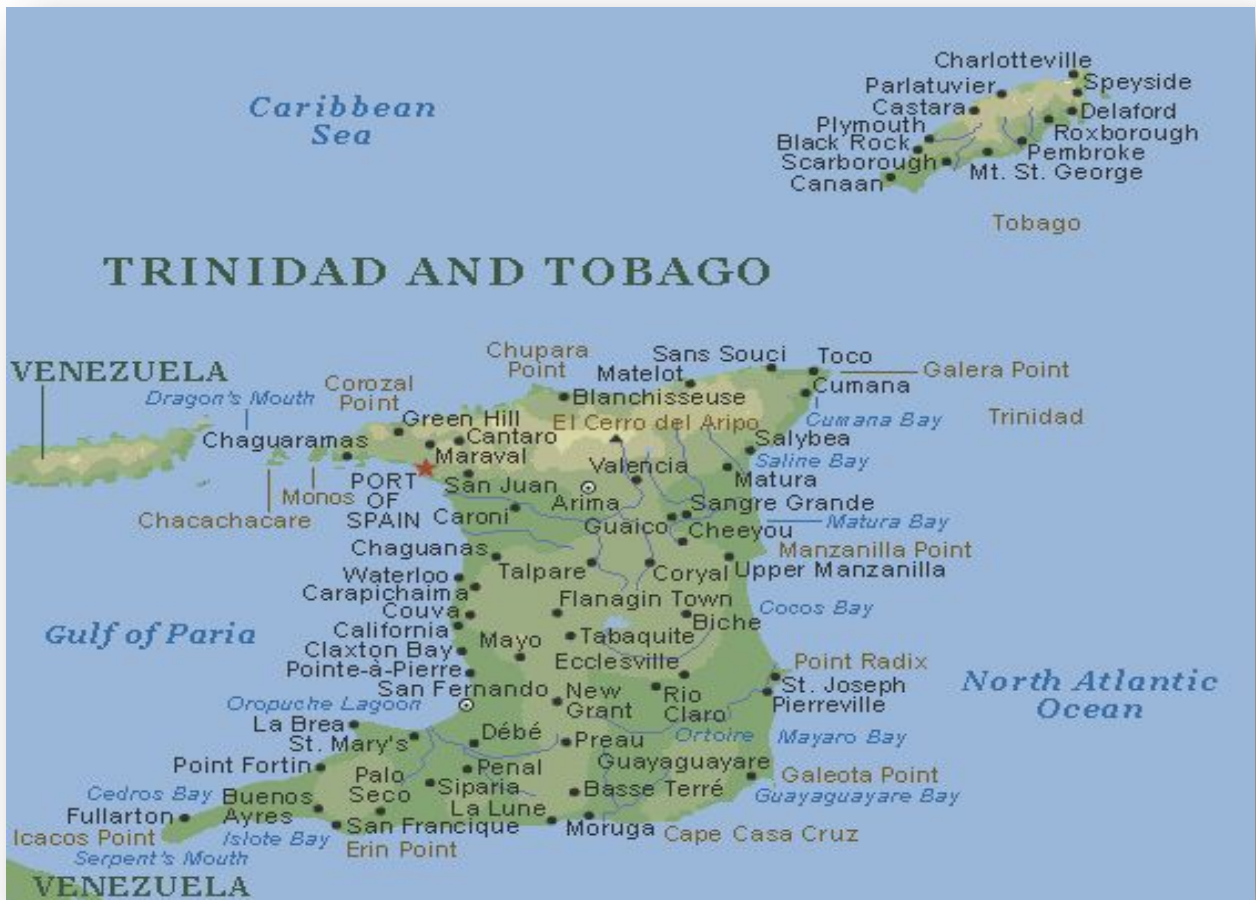 Charlotteville
Caribbean
Sea
Parlatuvier
Speyside
Castara
Delaford
Plymouth
Roxborough
Black Rock
Pembroke
Scarborough
Mt. St. George
Canaan
Tobago
TRINIDAD AND TOBAGO
Chupara
Point
Sans Souci
Toco
VENEZUELA
Matelot
Galera Point
Corozal
Point
Dragon's Mouth
Blanchisseuse
Cumana
Green Hill
El Cerro del Aripo
Cumana Bay
Trinidad
Chaguaramas
Cantaro
Salybea
Maraval
Valencia
Saline Bay
PORT
OF
SPAIN
San Juan
Matura
Monos
Arima
Sangre Grande
Chacachacare
Caroni
Guaico
Matura Bay
Cheeyou
Chaguanas
Manzanilla Point
Talpare
Coryal
Upper Manzanilla
Waterloo
Carapichaima
Flanagin Town
Cocos Bay
Couva
Biche
Gulf of Paria
California
Mayo
Tabaquite
Claxton Bay
Pointe-à-Pierre
Ecclesville
Point Radix
San Fernando
New
Grant
Rio
Claro
St. Joseph
North Atlantic
Ocean
Oropuche Lagoon
Pierreville
La Brea
St. Mary's
Débé
Preau
Ortoire
Mayaro Bay
Point Fortin
Palo
Seco
Penal
Guayaguayare
Galeota Point
Cedros Bay
Buenos
Ayres
Siparia
Basse Terré
Guayaguayare Bay
Fullarton
La Lune
Icacos Point
Islote Bay
San Francique
Moruga
Cape Casa Cruz
Erin Point
Serpent's Mouth
VENEZUELA